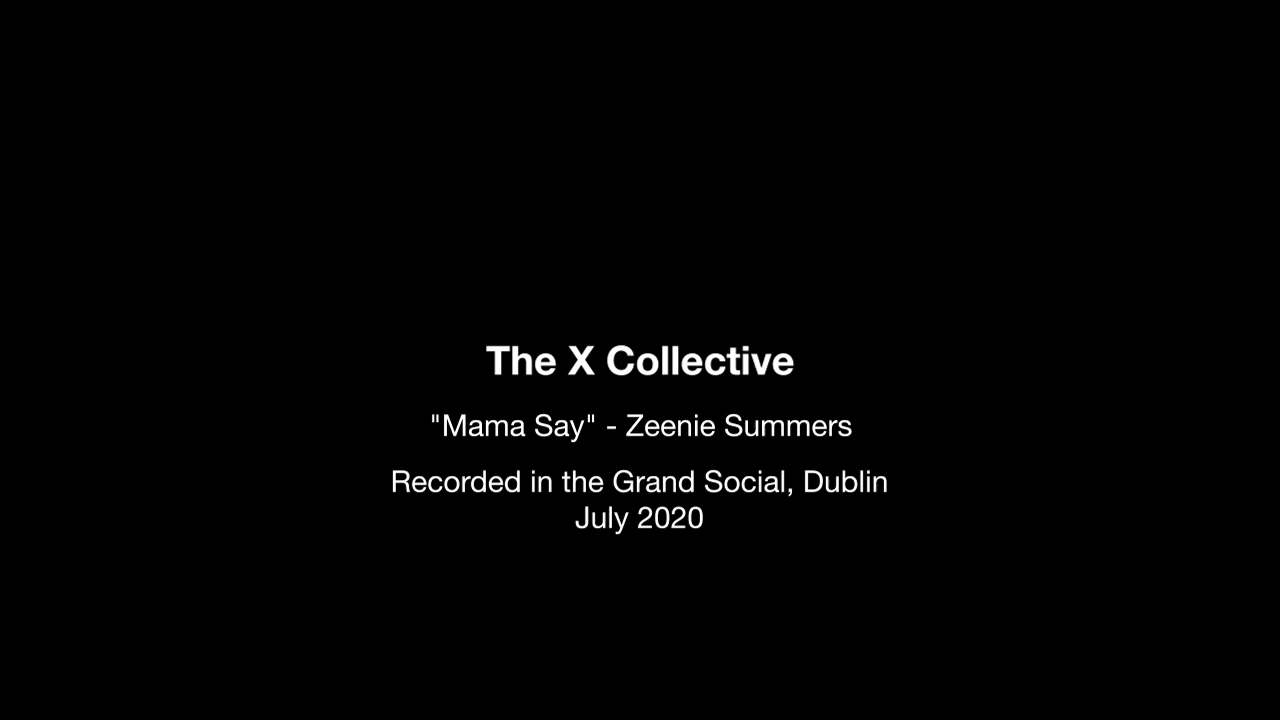 The X Collective
"Mama Say" - Zeenie Summers
Recorded in the Grand Social, Dublin
July 2020